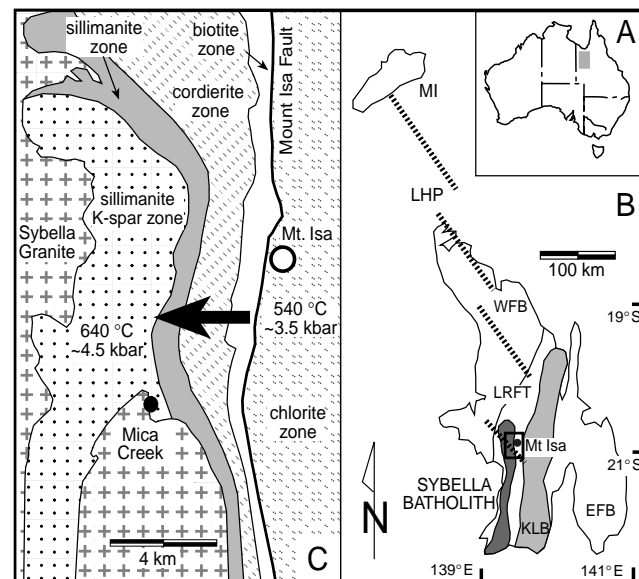 sillimanite
zone
biotite
zone
cordierite
zone
Mount Isa Fault
sillimanite
K-spar zone
Sybella
Granite
Mt. Isa
640 °C
~4.5 kbar
540 °C
~3.5 kbar
chlorite
zone
Mica
Creek
4 km
C
A
MI
LHP
B
100 km
WFB
19°S
LRFT
Mt Isa
21°S
SYBELLA
BATHOLITH
KLB
EFB
N
139°E
141°E